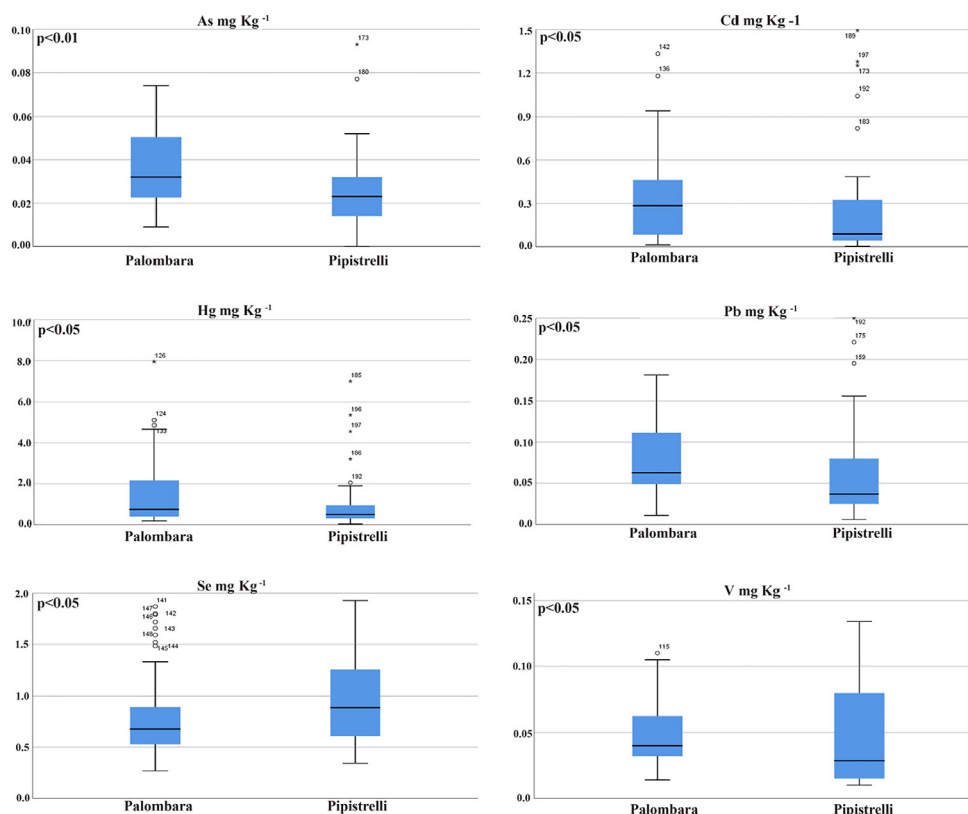 As mg Kg -1
p<0.01
0.10
0.08
0.06
0.04
0.02
0.00
173
180
Palombara
Pipistrelli
Cd mg Kg -1
p<0.05
1.5
1.2
0.9
0.6
0.3
0.0
142
136
189
197
173
192
183
Palombara
Pipistrelli
Hg mg Kg -1
p<0.05
10.0
8.0
6.0
4.0
2.0
0.0
126
124
133
185
196
197
186
192
Palombara
Pipistrelli
Pb mg Kg -1
p<0.05
0.25
0.20
0.15
0.10
0.05
0.0
192
175
159
Palombara
Pipistrelli
Se mg Kg -1
p<0.05
2.0
1.5
1.0
0.5
0.0
141
147
142
146
143
148
145
144
Palombara
Pipistrelli
V mg Kg -1
p<0.05
0.15
0.10
0.05
0.0
115
Palombara
Pipistrelli